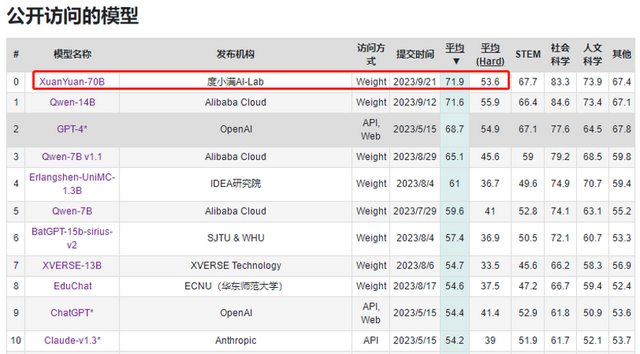 公开访问的模型
# 模型名称 发布机构 访问方式 提交时间 平均▼ 平均(Hard) STEM 社会科学 人文科学 其他
0 XuanYuan-70B 度小满AI-Lab Weight 2023/9/21 71.9 53.6 67.7 83.3 73.9 67.4
1 Qwen-14B Alibaba Cloud Weight 2023/9/12 71.6 55.9 66.4 84.6 73.4 67.1
2 GPT-4* OpenAI API, Web 2023/5/15 68.7 54.9 67.1 77.6 64.5 67.8
3 Qwen-7B v1.1 Alibaba Cloud Weight 2023/8/29 65.1 45.6 59 79.2 68.5 59.8
4 Erlangshen-UniMC-1.3B IDEA研究院 Weight 2023/8/4 61 36.7 49.6 74.9 70.7 59.4
5 Qwen-7B Alibaba Cloud Weight 2023/7/29 59.6 41 52.8 74.1 63.1 55.2
6 BatGPT-15b-sirius-v2 SJTU & WHU Weight 2023/8/4 57.4 36.9 50.5 72.1 60.7 53.3
7 XVERSE-13B XVERSE Technology Weight 2023/8/6 54.7 33.5 45.6 66.2 58.3 56.9
8 EduChat ECNU（华东师范大学） Weight 2023/8/17 54.6 37.5 47.2 66.7 59.4 52.4
9 ChatGPT* OpenAI API, Web 2023/5/15 54.4 41.4 52.9 61.8 50.9 53.6
10 Claude-v1.3* Anthropic API 2023/5/15 54.2 39 51.9 61.7 52.1 53.7